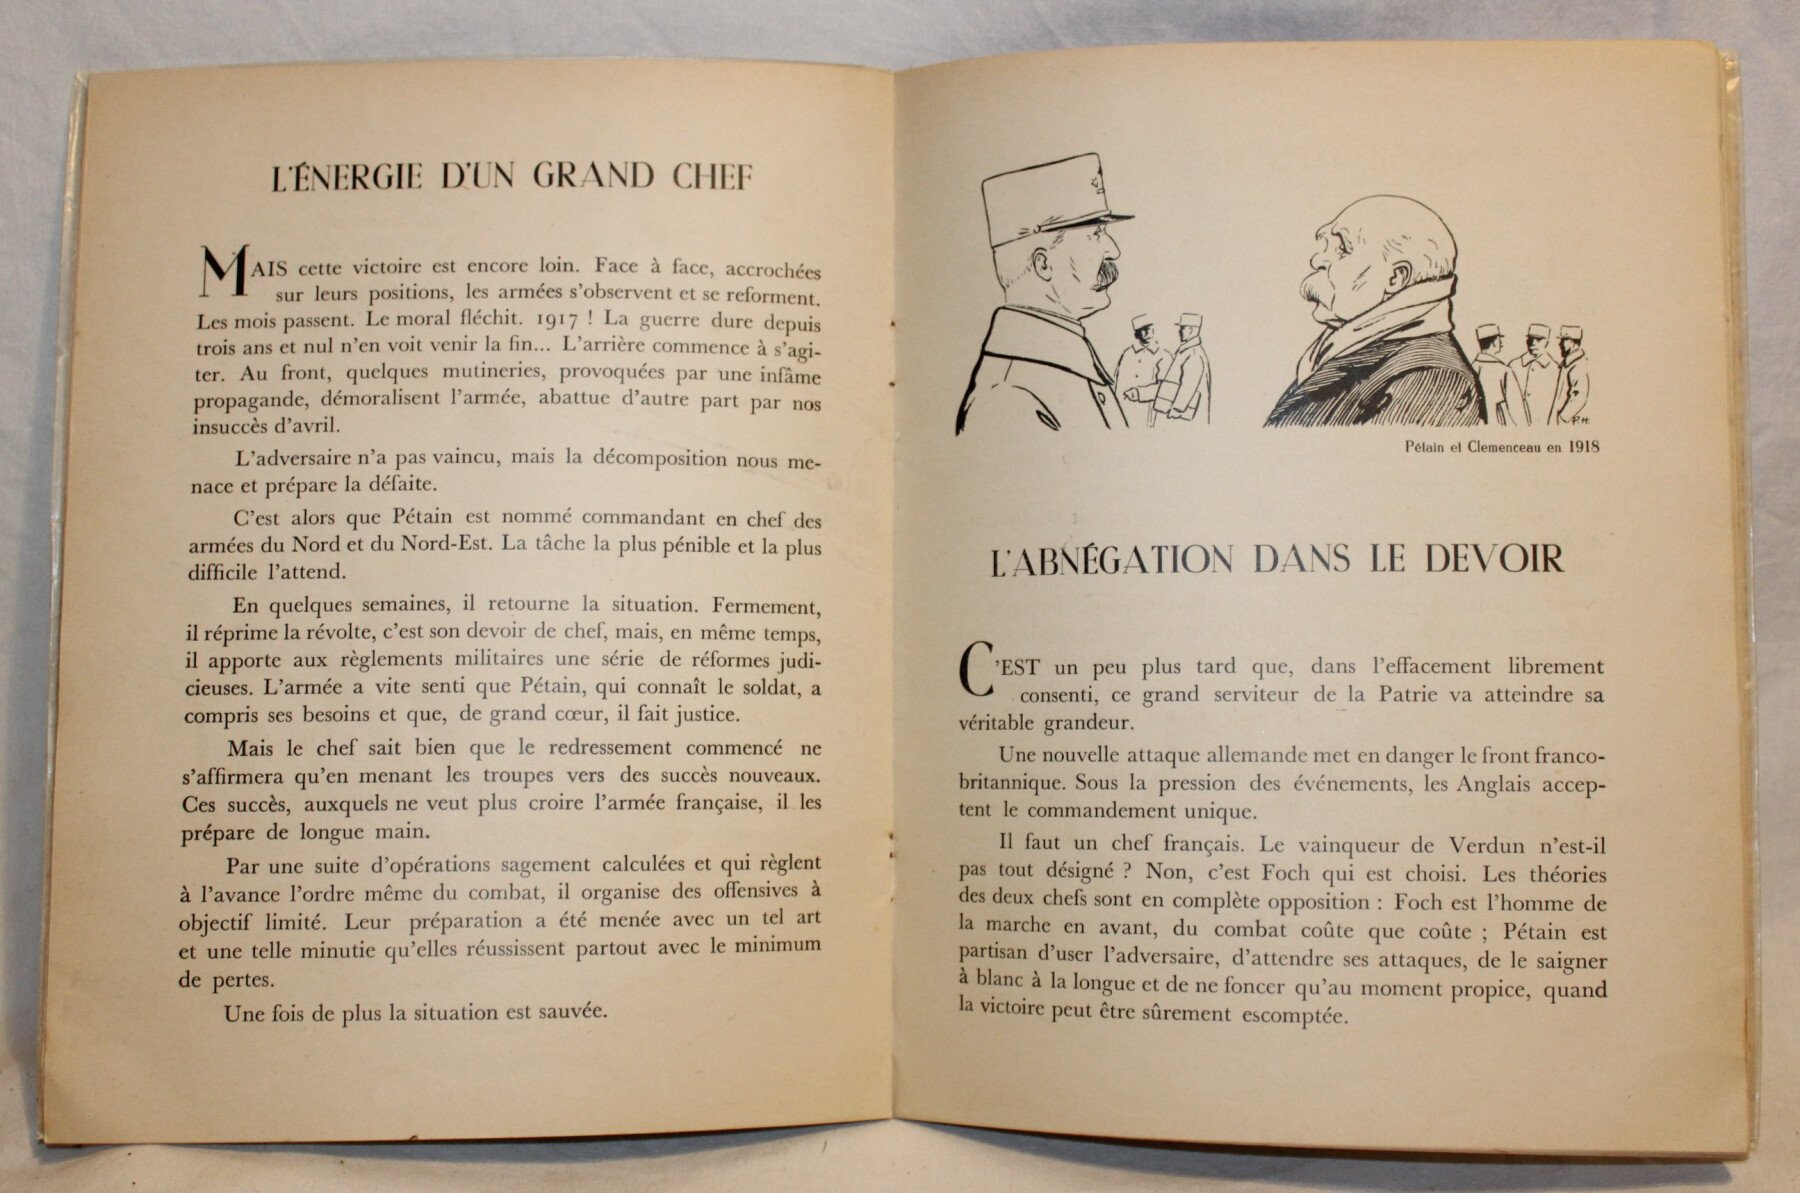 L'ÉNERGIE D'UN GRAND CHEF
MAIS cette victoire est encore loin. Face à face, accrochées
sur leurs positions, les armées s'observent et se reforment.
Les mois passent. Le moral fléchit. 1917 ! La guerre dure depuis
trois ans et nul n'en voit venir la fin... L'arrière commence à s'agi-
ter. Au front, quelques mutineries, provoquées par une infâme
propagande, démoralisent l'armée, abattue d'autre part par nos
insuccès d'avril.
L'adversaire n'a pas vaincu, mais la décomposition nous me-
nace et prépare la défaite.
C'est alors que Pétain est nommé commandant en chef des
armées du Nord et du Nord-Est. La tâche la plus pénible et la plus
difficile l'attend.
En quelques semaines, il retourne la situation. Fermement,
il réprime la révolte, c'est son devoir de chef, mais, en même temps,
il apporte aux règlements militaires une série de réformes judi-
cieuses. L'armée a vite senti que Pétain, qui connaît le soldat, a
compris ses besoins et que, de grand cœur, il fait justice.
Mais le chef sait bien que le redressement commencé ne
s'affirmera qu'en menant les troupes vers des succès nouveaux.
Ces succès, auxquels ne veut plus croire l'armée française, il les
prépare de longue main.
Par une suite d'opérations sagement calculées et qui règlent
à l'avance l'ordre même du combat, il organise des offensives à
objectif limité. Leur préparation a été menée avec un tel art
et une telle minutie qu'elles réussissent partout avec le minimum
de pertes.
Une fois de plus la situation est sauvée.
Pétain et Clemenceau en 1918
L'ABNÉGATION DANS LE DEVOIR
C'EST un peu plus tard que, dans l'effacement librement
consenti, ce grand serviteur de la Patrie va atteindre sa
véritable grandeur.
Une nouvelle attaque allemande met en danger le front franco-
britannique. Sous la pression des événements, les Anglais accep-
tent le commandement unique.
Il faut un chef français. Le vainqueur de Verdun n'est-il
pas tout désigné ? Non, c'est Foch qui est choisi. Les théories
des deux chefs sont en complète opposition : Foch est l'homme de
la marche en avant, du combat coûte que coûte ; Pétain est
partisan d'user l'adversaire, d'attendre ses attaques, de le saigner
à blanc à la longue et de ne foncer qu'au moment propice, quand
la victoire peut être sûrement escomptée.